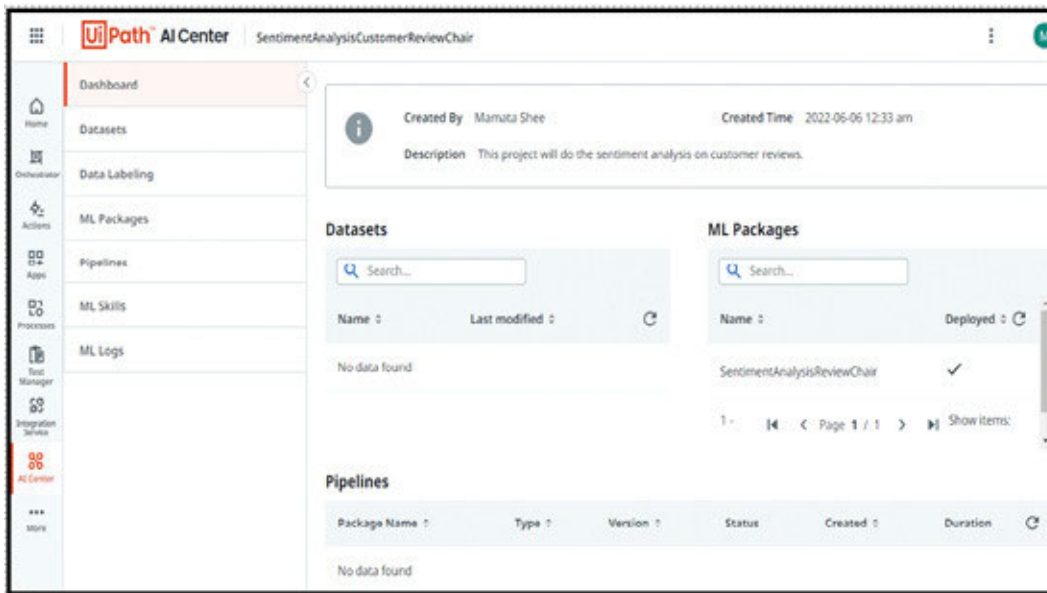 UiPath™ AI Center SentimentAnalysisCustomerReviewChair
M
Home
Orchestrator
Actions
Apps
Processes
Test Manager
Integration Service
AI Center
More
Dashboard
Datasets
Data Labeling
ML Packages
Pipelines
ML Skills
ML Logs
Created By Mamata Shee Created Time 2022-06-06 12:33 am
Description This project will do the sentiment analysis on customer reviews.
Datasets
Search...
Name Last modified
No data found
ML Packages
Search...
Name Deployed
SentimentAnalysisReviewChair
1 - Page 1 / 1 Show items:
Pipelines
Package Name Type Version Status Created Duration
No data found